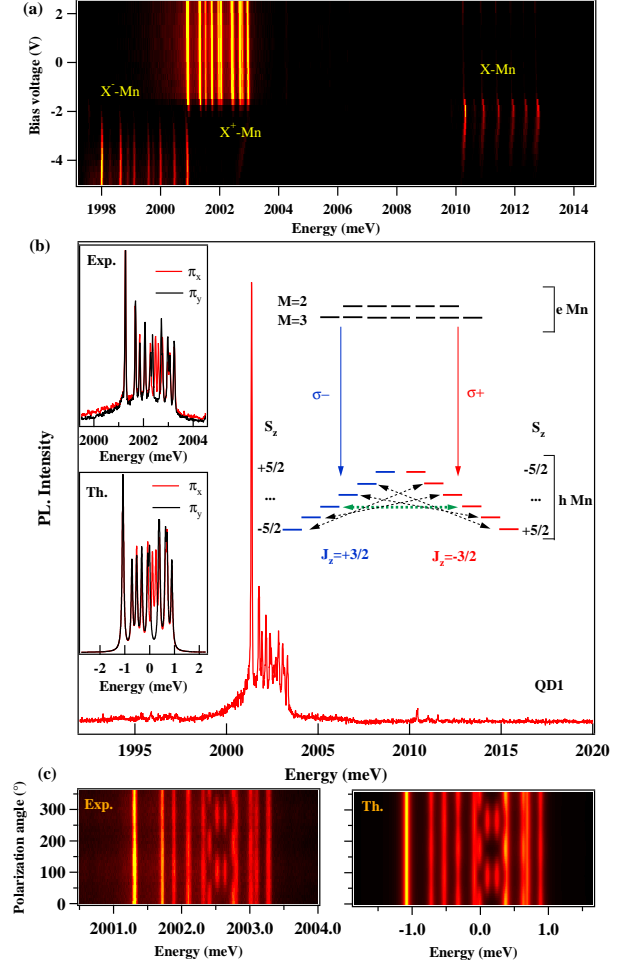 (a)
Bias voltage (V)
2
0
-2
-4
X⁻-Mn
X⁺-Mn
X-Mn
1998 2000 2002 2004 2006 2008 2010 2012 2014
Energy (meV)
(b)
Exp.
πx
πy
2000 2002 2004
Energy (meV)
Th.
πx
πy
-2 -1 0 1 2
Energy (meV)
M=2
M=3
e Mn
σ−
σ+
Sz
Sz
+5/2
-5/2
...
...
h Mn
-5/2
+5/2
Jz=+3/2
Jz=-3/2
QD1
PL. Intensity
1995 2000 2005 2010 2015 2020
Energy (meV)
(c)
Polarization angle (°)
Exp.
Th.
300
200
100
0
2001.0 2002.0 2003.0 2004.0
-1.0 0.0 1.0
Energy (meV)
Energy (meV)